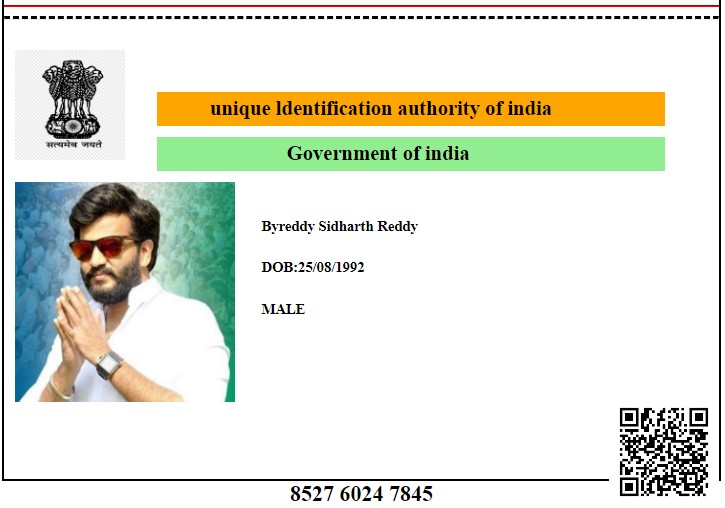 सत्यमेव जयते
unique Identification authority of india
Government of india
Byreddy Sidharth Reddy
DOB:25/08/1992
MALE
8527 6024 7845